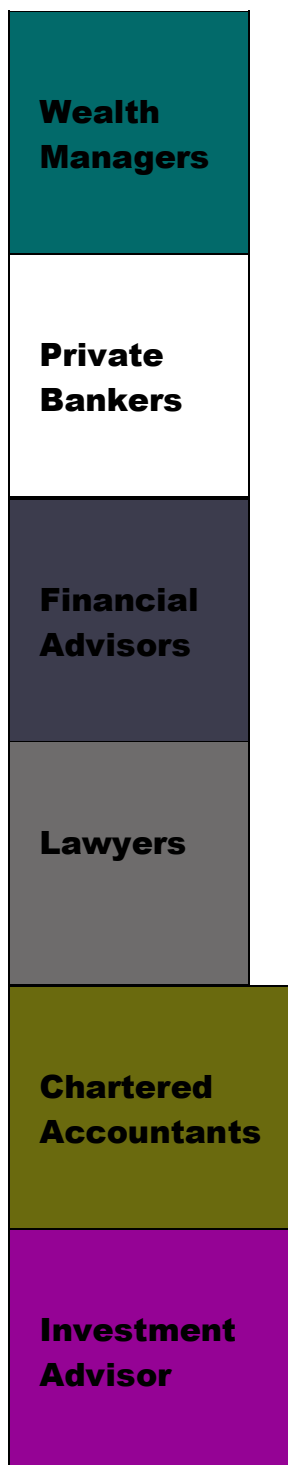 Wealth
Managers
Private
Bankers
Financial
Advisors
Lawyers
Chartered
Accountants
Investment
Advisor